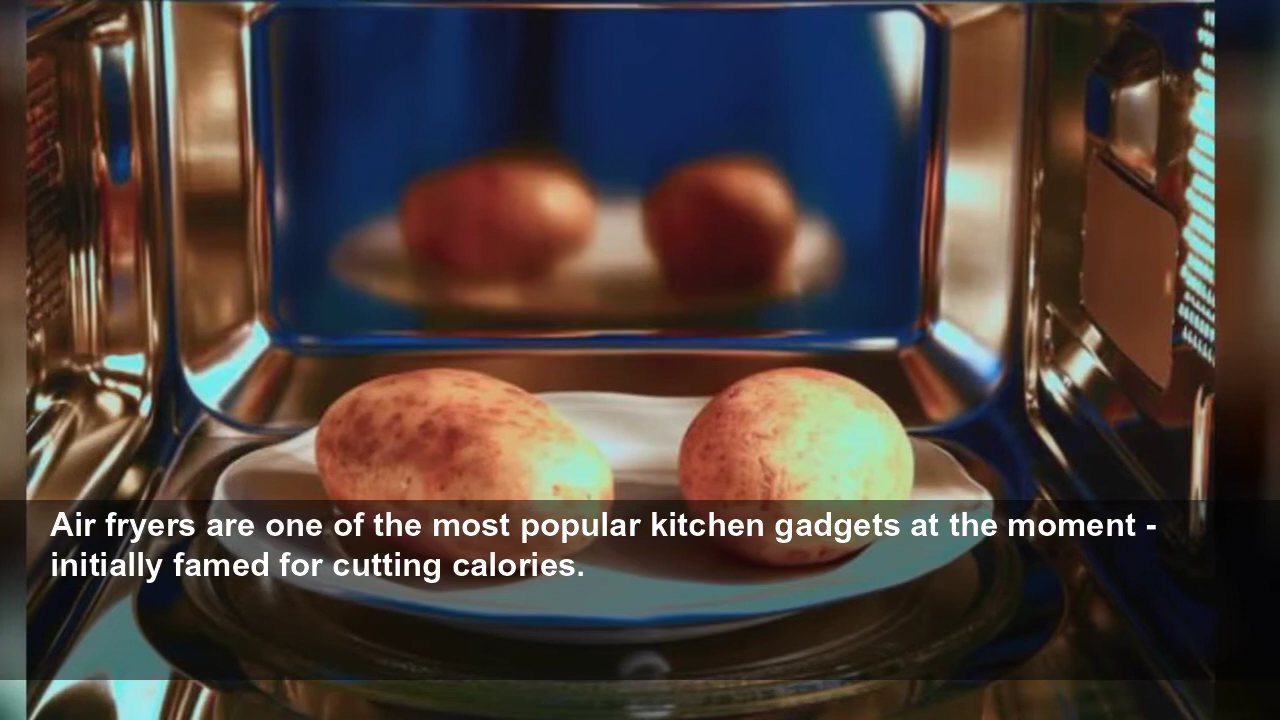 Air fryers are one of the most popular kitchen gadgets at the moment -
initially famed for cutting calories.